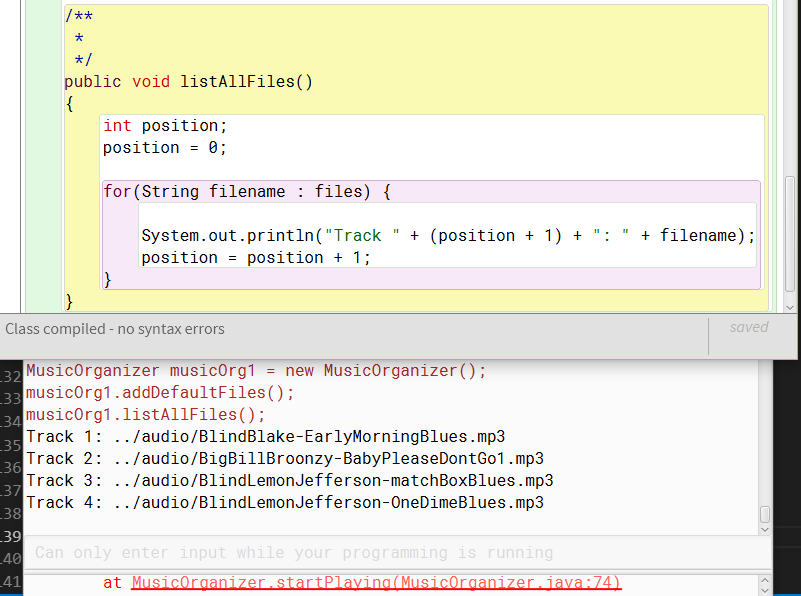 /**
*
*/
public void listAllFiles()
{
int position;
position = 0;
for(String filename : files) {
System.out.println("Track " + (position + 1) + ": " + filename);
position = position + 1;
}
}
Class compiled - no syntax errors
saved
32
MusicOrganizer musicOrg1 = new MusicOrganizer();
33
musicOrg1.addDefaultFiles();
34
musicOrg1.listAllFiles();
35
Track 1: ../audio/BlindBlake-EarlyMorningBlues.mp3
36
Track 2: ../audio/BigBillBroonzy-BabyPleaseDontGo1.mp3
37
Track 3: ../audio/BlindLemonJefferson-matchBoxBlues.mp3
38
Track 4: ../audio/BlindLemonJefferson-OneDimeBlues.mp3
39
40
Can only enter input while your programming is running
41
at MusicOrganizer.startPlaying(MusicOrganizer.java:74)